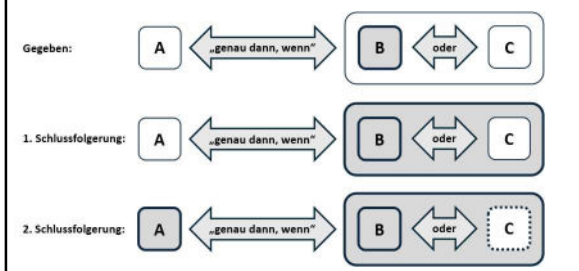 Gegeben: A „genau dann, wenn“ B oder C
1. Schlussfolgerung: A „genau dann, wenn“ B oder C
2. Schlussfolgerung: A „genau dann, wenn“ B oder C